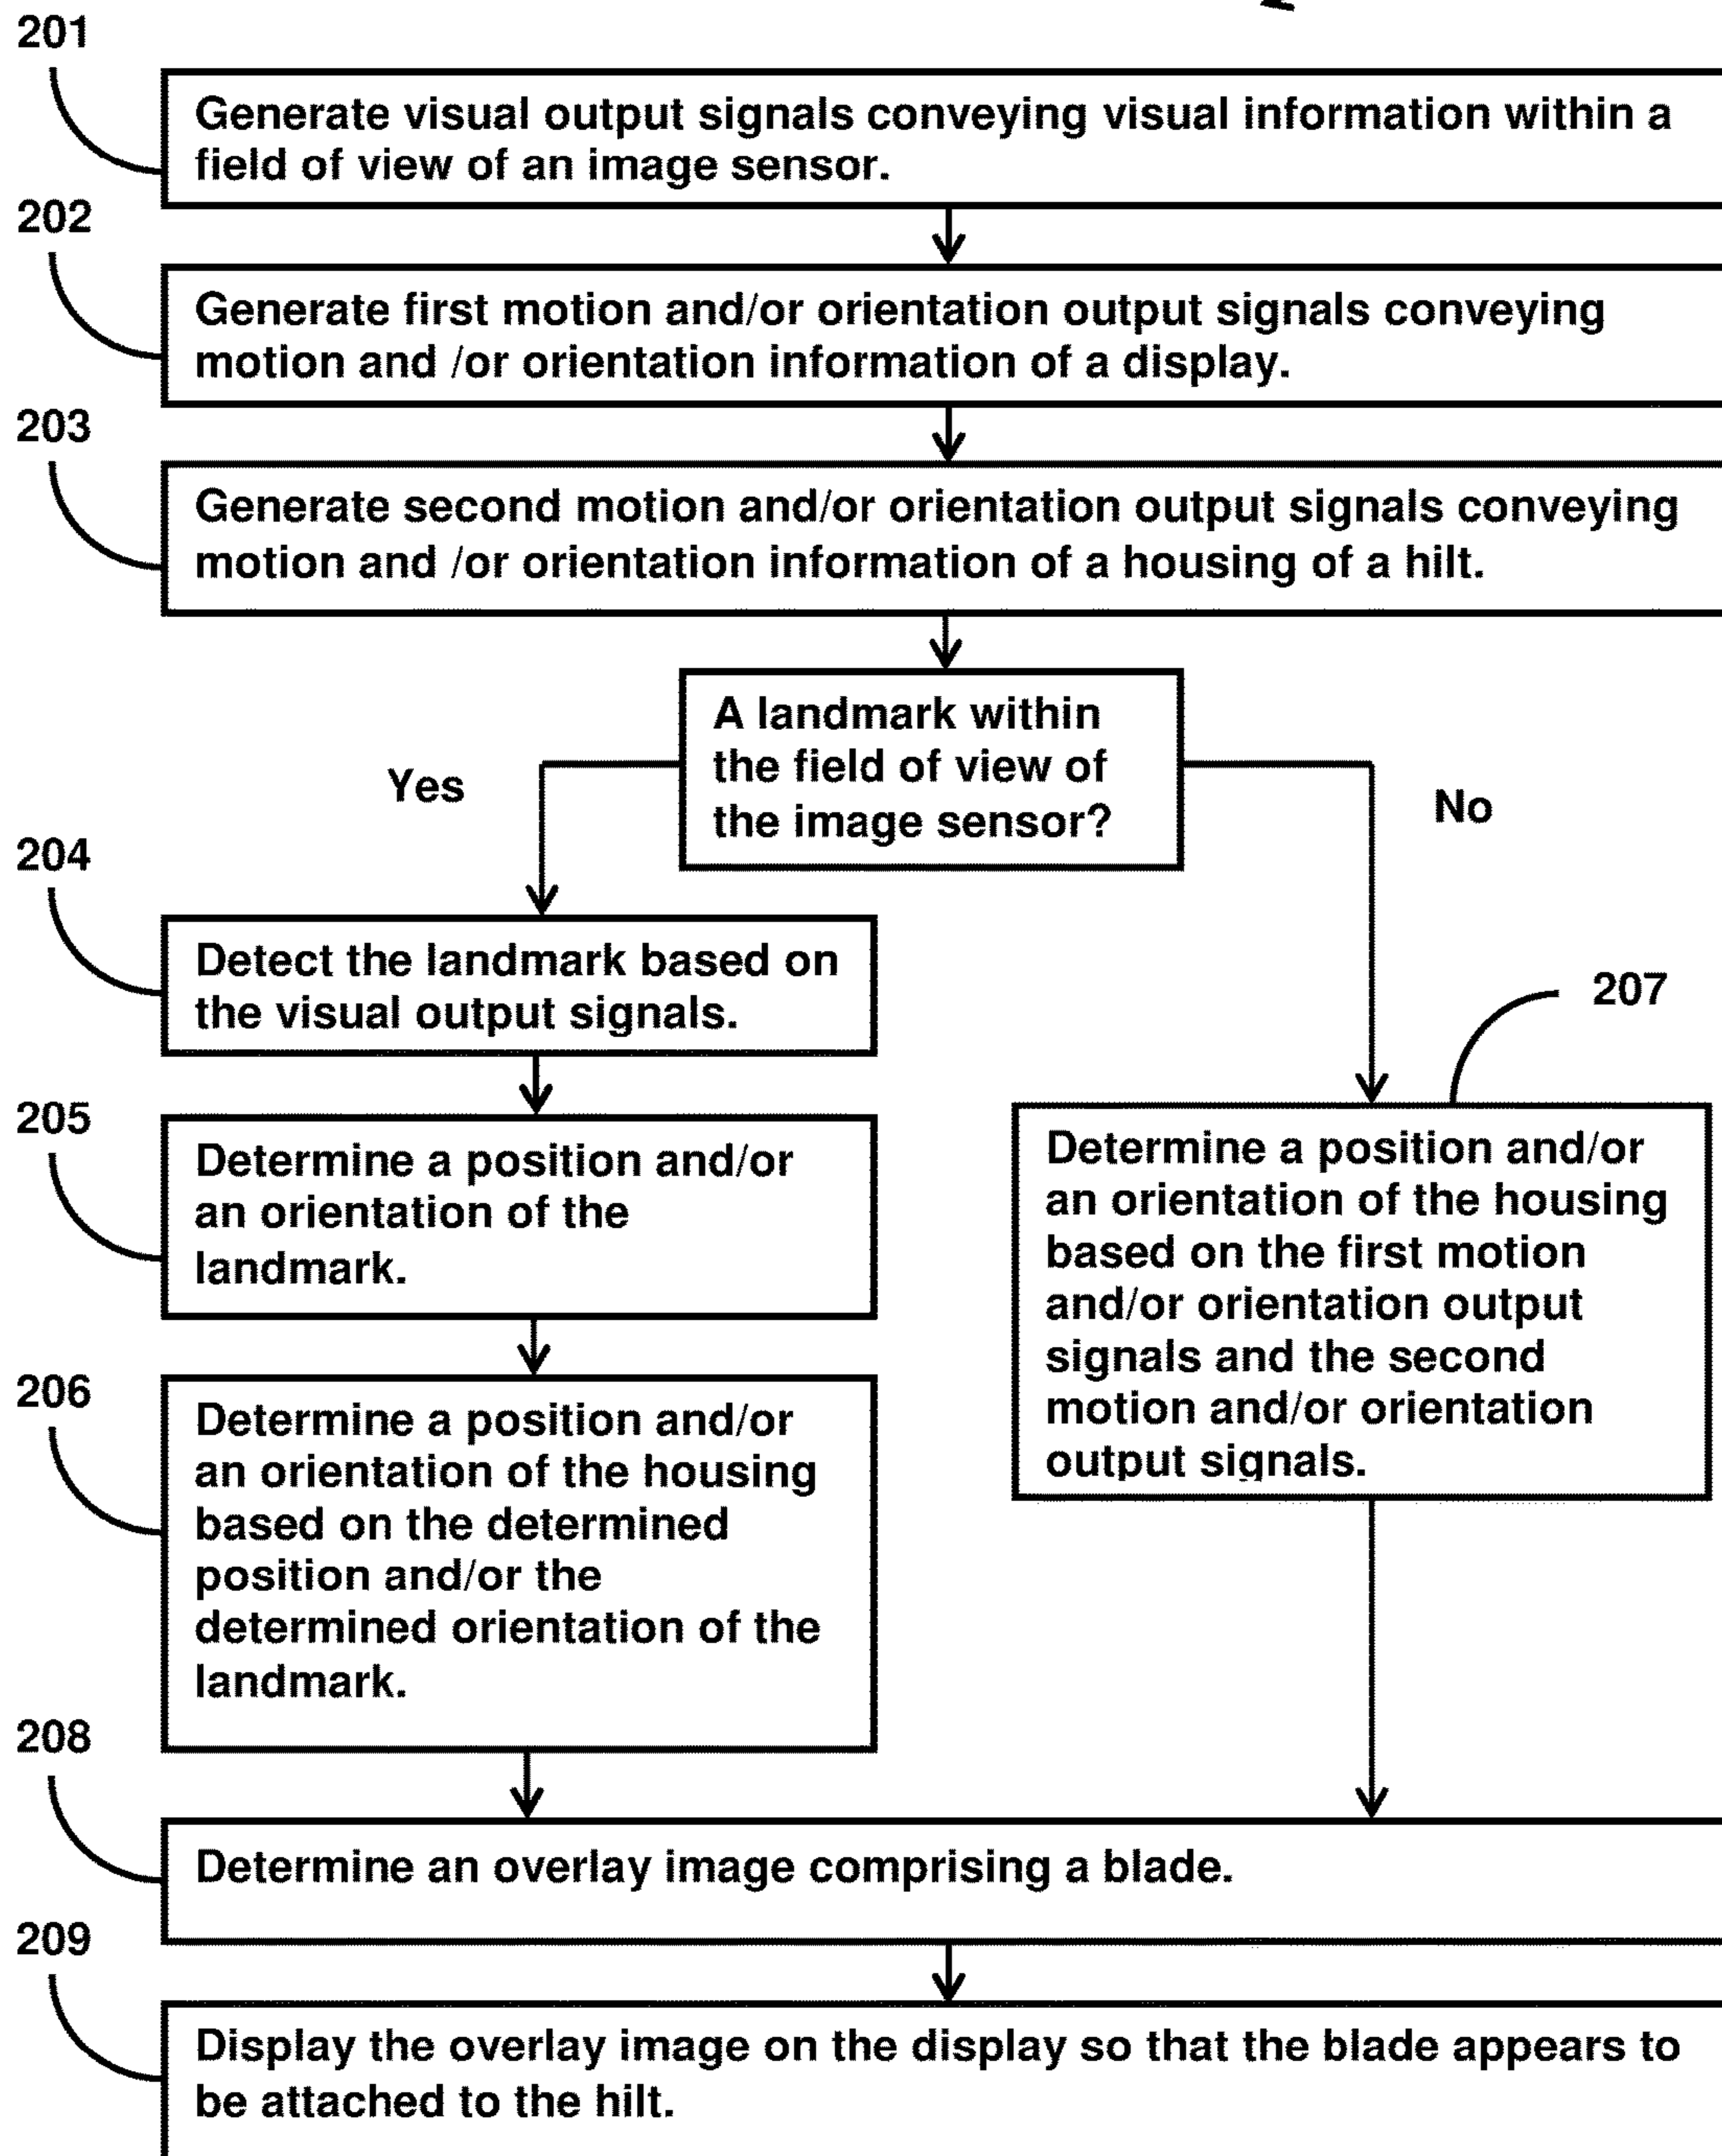 201
Generate visual output signals conveying visual information within a
field of view of an image sensor.
202
Generate first motion and/or orientation output signals conveying
motion and /or orientation information of a display.
203
Generate second motion and/or orientation output signals conveying
motion and /or orientation information of a housing of a hilt.
A landmark within
the field of view of
the image sensor?
Yes
No
204
Detect the landmark based on
the visual output signals.
205
Determine a position and/or
an orientation of the
landmark.
206
Determine a position and/or
an orientation of the housing
based on the determined
position and/or the
determined orientation of the
landmark.
207
Determine a position and/or
an orientation of the housing
based on the first motion
and/or orientation output
signals and the second
motion and/or orientation
output signals.
208
Determine an overlay image comprising a blade.
209
Display the overlay image on the display so that the blade appears to
be attached to the hilt.